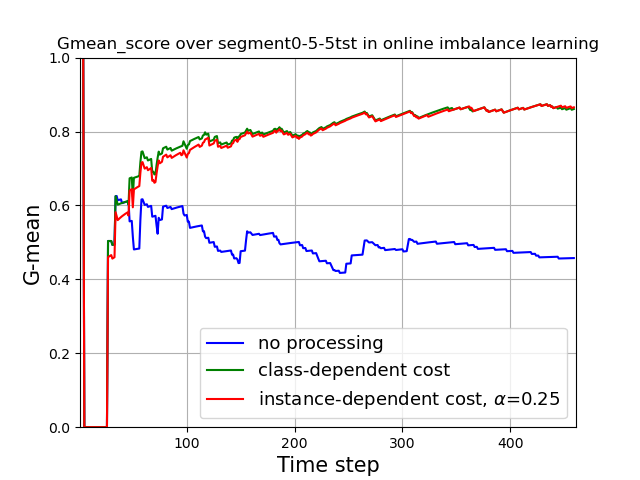 Gmean_score over segment0-5-5tst in online imbalance learning
1.0
0.8
0.6
0.4
0.2
0.0
G-mean
no processing
class-dependent cost
instance-dependent cost, α=0.25
100
200
300
400
Time step